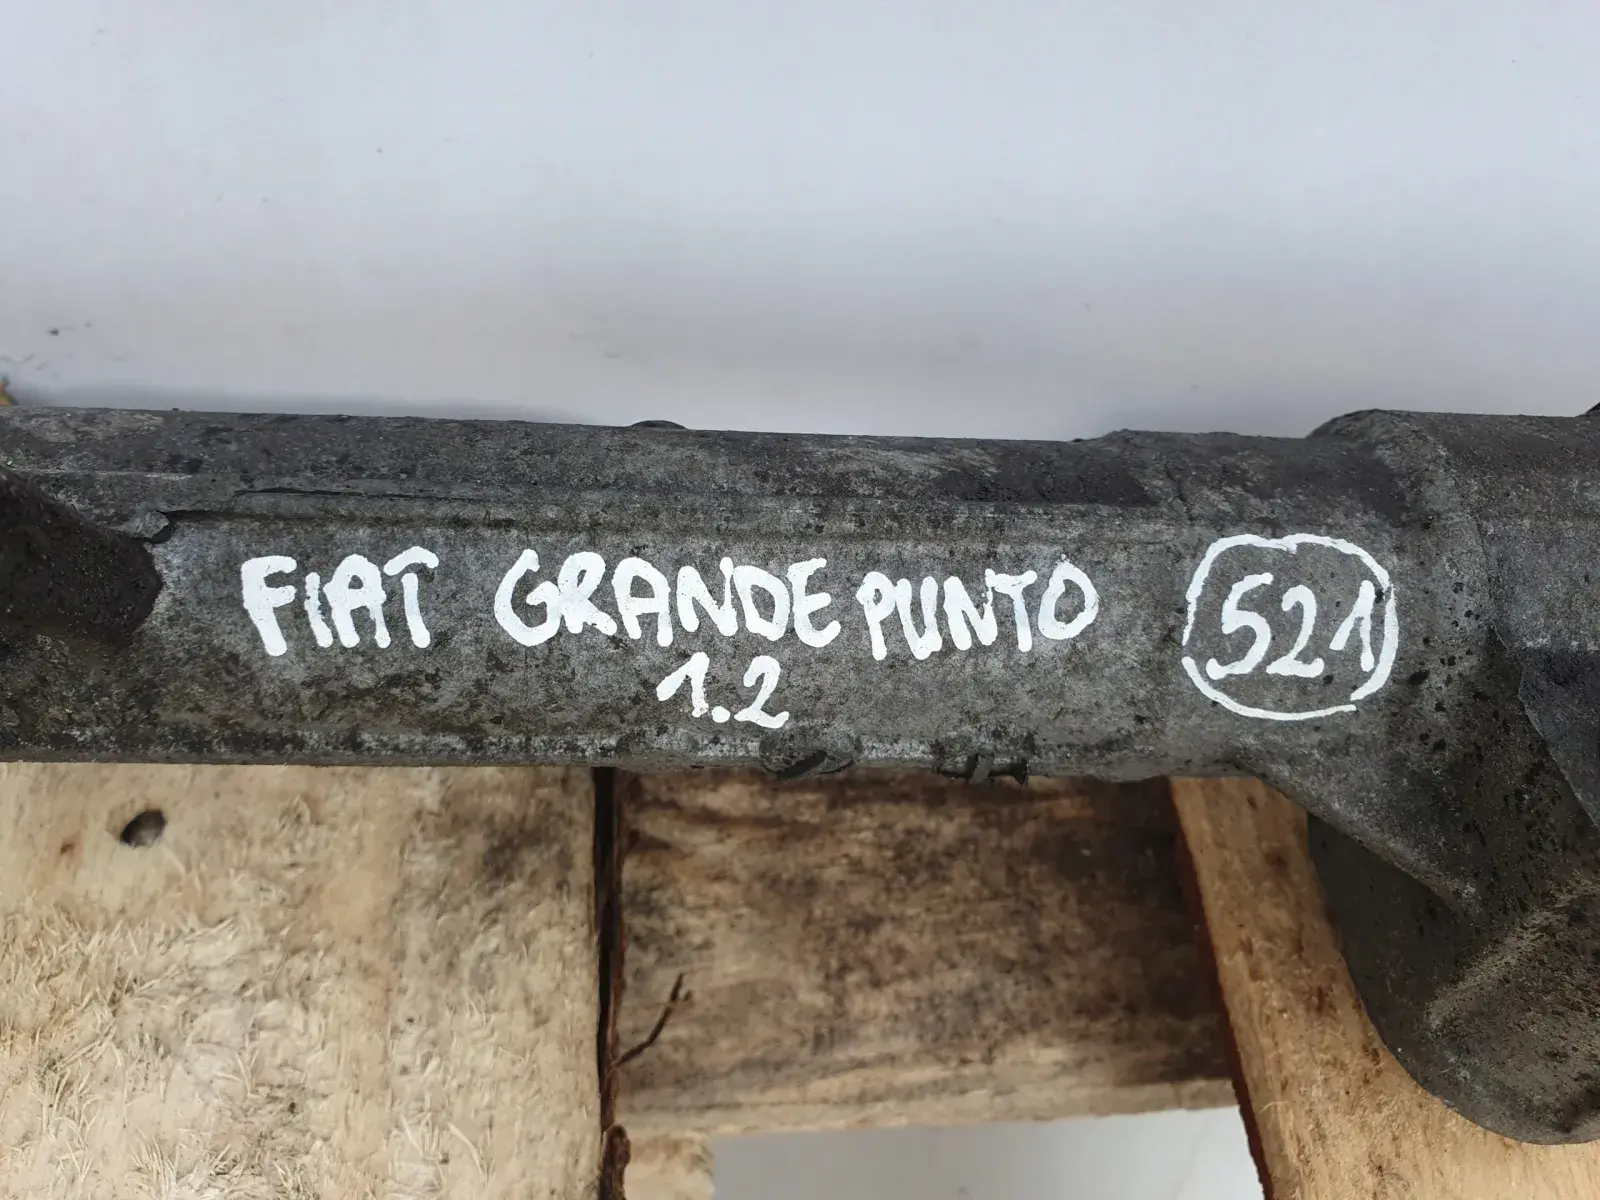 FIAT GRANDE PUNTO
1.2
521